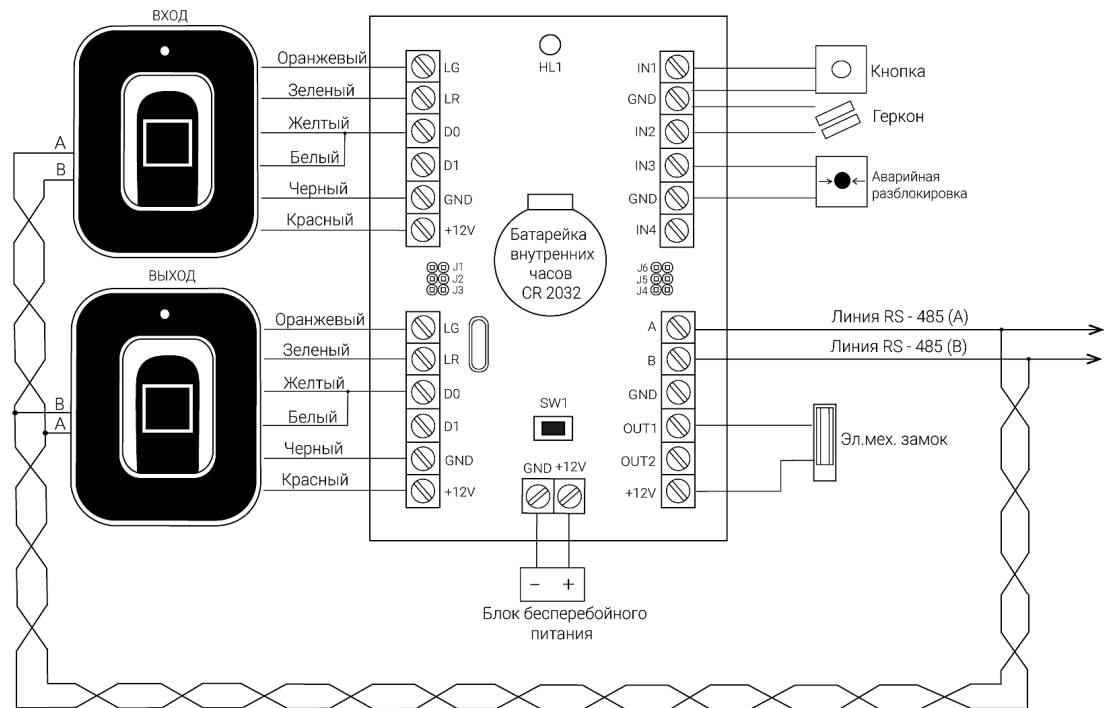 ВХОД
A
B
Оранжевый
Зеленый
Желтый
Белый
Черный
Красный
LG
LR
D0
D1
GND
+12V
HL1
Батарейка
внутренних
часов
CR 2032
J1
J2
J3
J6
J5
J4
IN1
GND
IN2
IN3
GND
IN4
Кнопка
Геркон
Аварийная
разблокировка
ВЫХОД
B
A
Оранжевый
Зеленый
Желтый
Белый
Черный
Красный
LG
LR
D0
D1
GND
+12V
SW1
GND +12V
− +
Блок бесперебойного
питания
A
B
GND
OUT1
OUT2
+12V
Линия RS - 485 (A)
Линия RS - 485 (B)
Эл.мех. замок